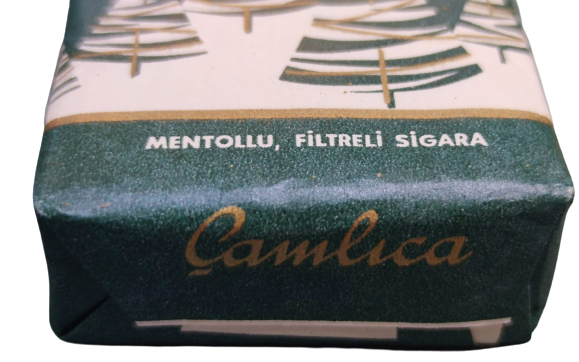 MENTOLLU, FİLTRELİ SİGARA
Çamlıca